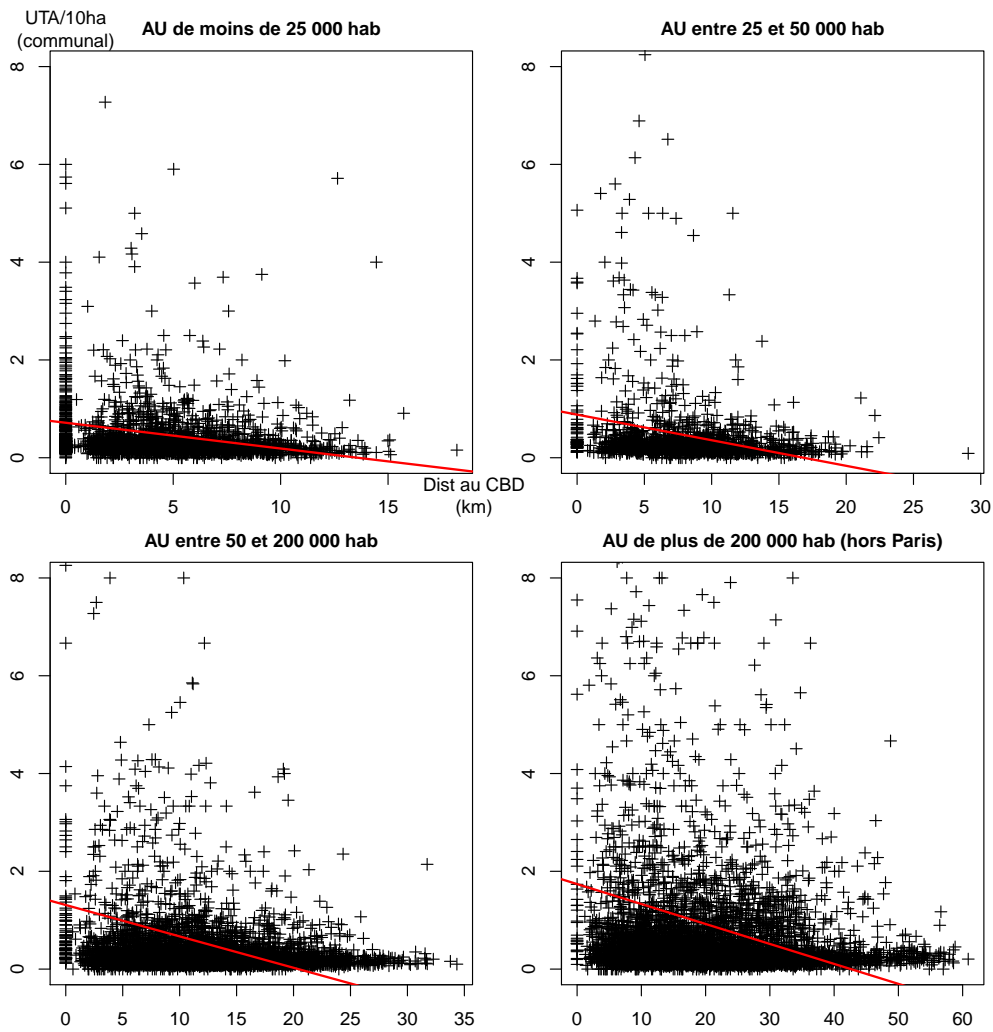 UTA/10ha
(communal)
AU de moins de 25 000 hab
8
6
4
2
0
0 5 10 15
Dist au CBD
(km)
AU entre 25 et 50 000 hab
8
6
4
2
0
0 5 10 15 20 25 30
AU entre 50 et 200 000 hab
8
6
4
2
0
0 5 10 15 20 25 30 35
AU de plus de 200 000 hab (hors Paris)
8
6
4
2
0
0 10 20 30 40 50 60